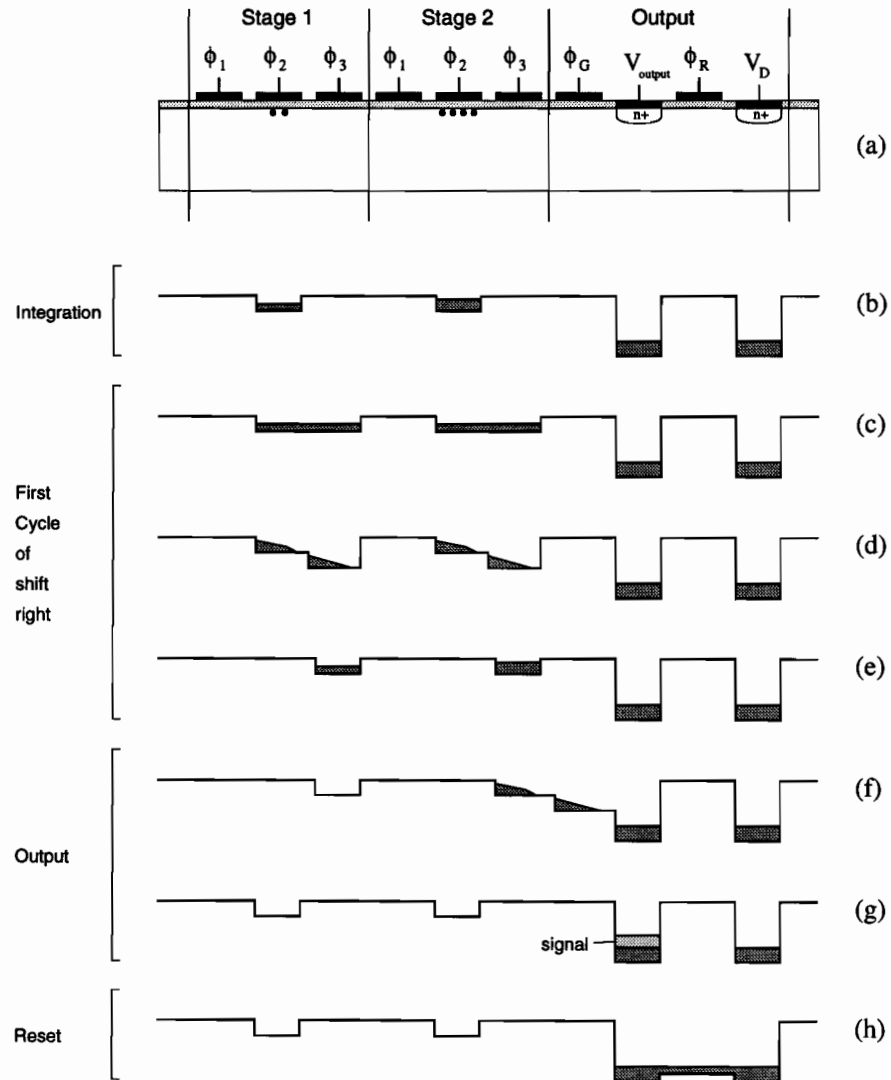 Stage 1 Stage 2 Output
ϕ1 ϕ2 ϕ3 ϕ1 ϕ2 ϕ3 ϕG Voutput ϕR VD
n+ n+
(a)
Integration
(b)
(c)
First
Cycle
of
shift
right
(d)
(e)
(f)
Output
(g)
signal
Reset
(h)